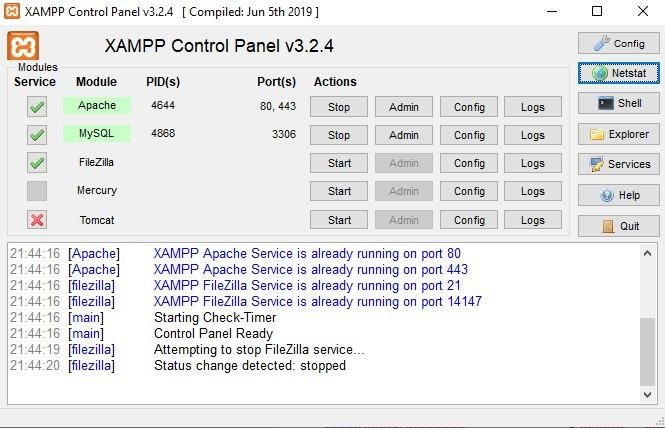 XAMPP Control Panel v3.2.4 [ Compiled: Jun 5th 2019 ]
XAMPP Control Panel v3.2.4
Config
Modules
Service Module PID(s) Port(s) Actions
Netstat
Apache 4644 80, 443 Stop Admin Config Logs
Shell
MySQL 4868 3306 Stop Admin Config Logs
Explorer
FileZilla Start Admin Config Logs
Services
Mercury Start Admin Config Logs
Help
Tomcat Start Admin Config Logs
Quit
21:44:16 [Apache] XAMPP Apache Service is already running on port 80
21:44:16 [Apache] XAMPP Apache Service is already running on port 443
21:44:16 [filezilla] XAMPP FileZilla Service is already running on port 21
21:44:16 [filezilla] XAMPP FileZilla Service is already running on port 14147
21:44:16 [main] Starting Check-Timer
21:44:16 [main] Control Panel Ready
21:44:19 [filezilla] Attempting to stop FileZilla service...
21:44:20 [filezilla] Status change detected: stopped